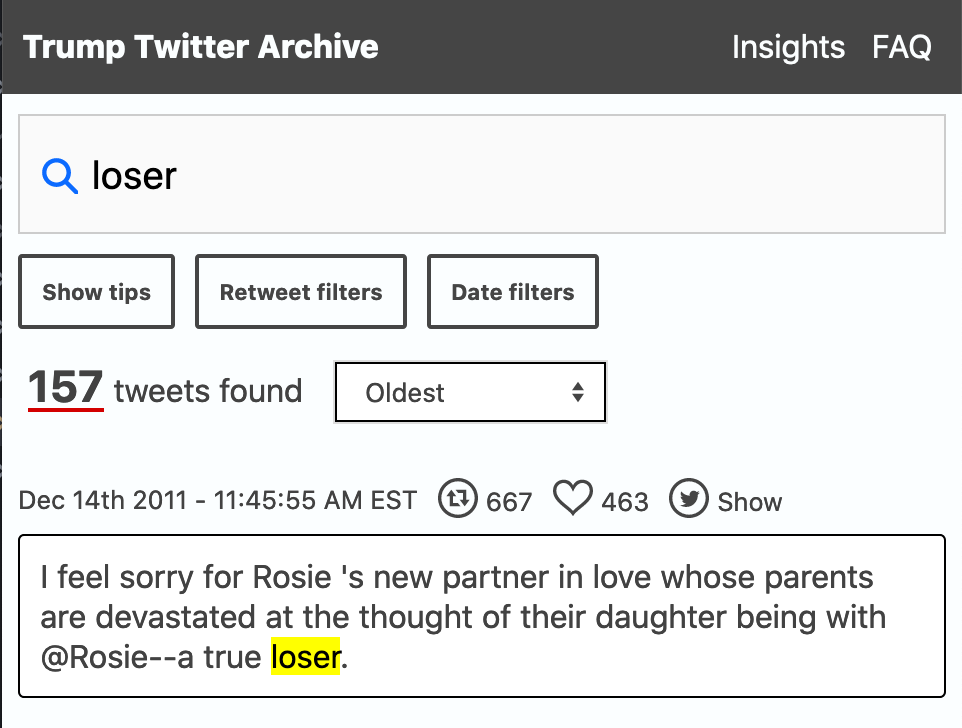 Trump Twitter Archive Insights FAQ
loser
Show tips Retweet filters Date filters
157 tweets found Oldest
Dec 14th 2011 - 11:45:55 AM EST 667 463 Show
I feel sorry for Rosie 's new partner in love whose parents
are devastated at the thought of their daughter being with
@Rosie--a true loser.